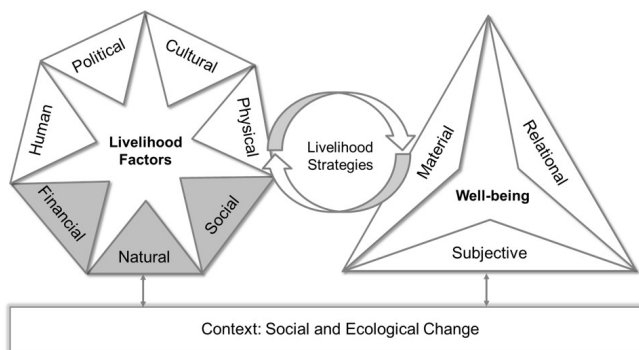 Political
Cultural
Human
Physical
Livelihood
Factors
Financial
Social
Natural
Livelihood
Strategies
Material
Relational
Well-being
Subjective
Context: Social and Ecological Change